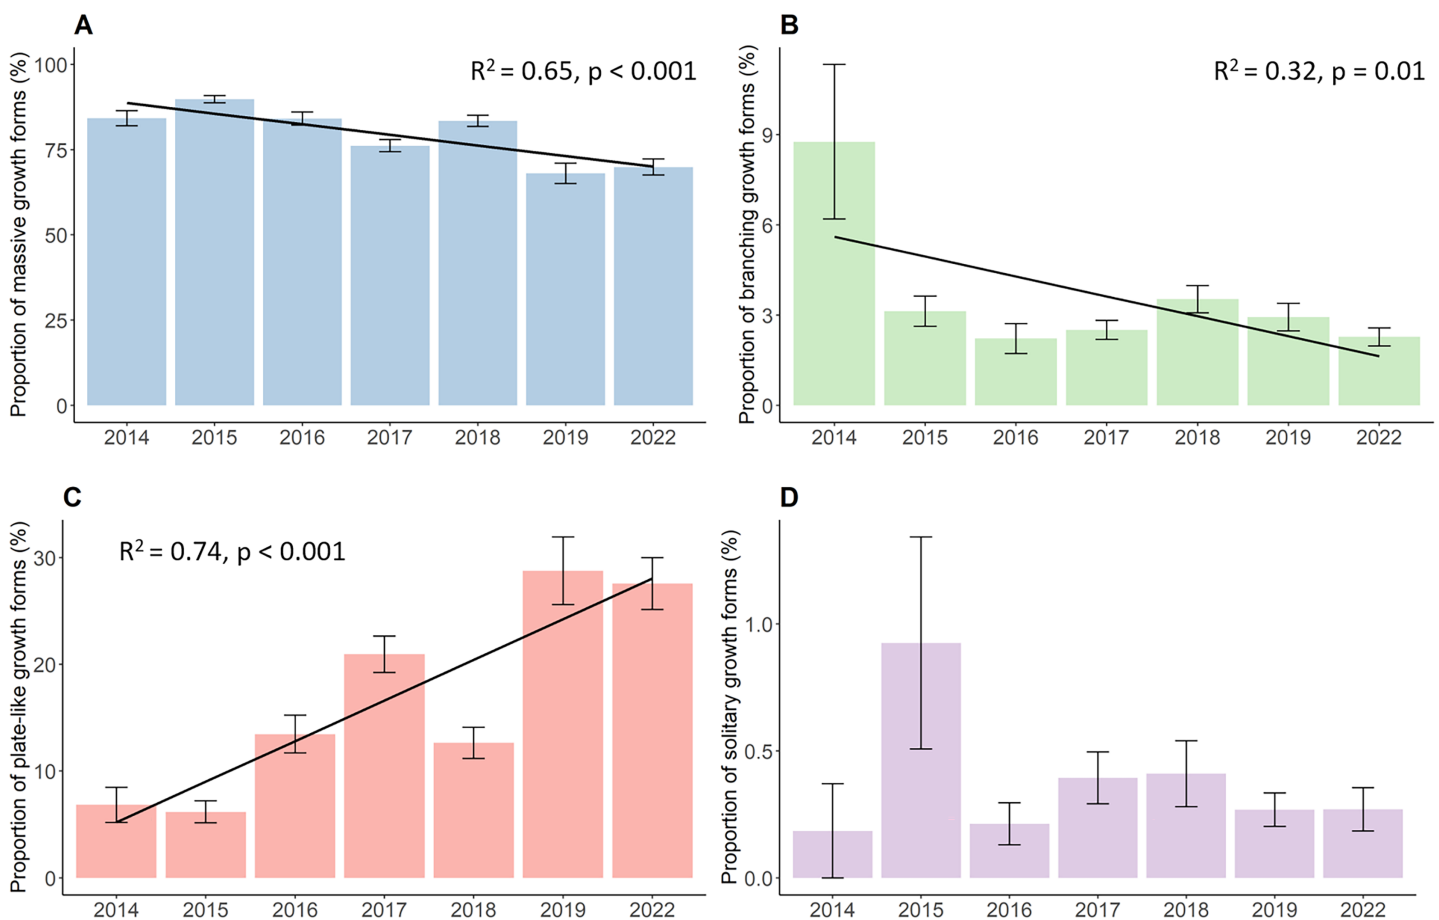 A
Proportion of massive growth forms (%)
R² = 0.65, p < 0.001
100
75
50
25
0
2014 2015 2016 2017 2018 2019 2022
B
Proportion of branching growth forms (%)
R² = 0.32, p = 0.01
9
6
3
0
2014 2015 2016 2017 2018 2019 2022
C
Proportion of plate-like growth forms (%)
R² = 0.74, p < 0.001
30
20
10
0
2014 2015 2016 2017 2018 2019 2022
D
Proportion of solitary growth forms (%)
1.0
0.5
0.0
2014 2015 2016 2017 2018 2019 2022